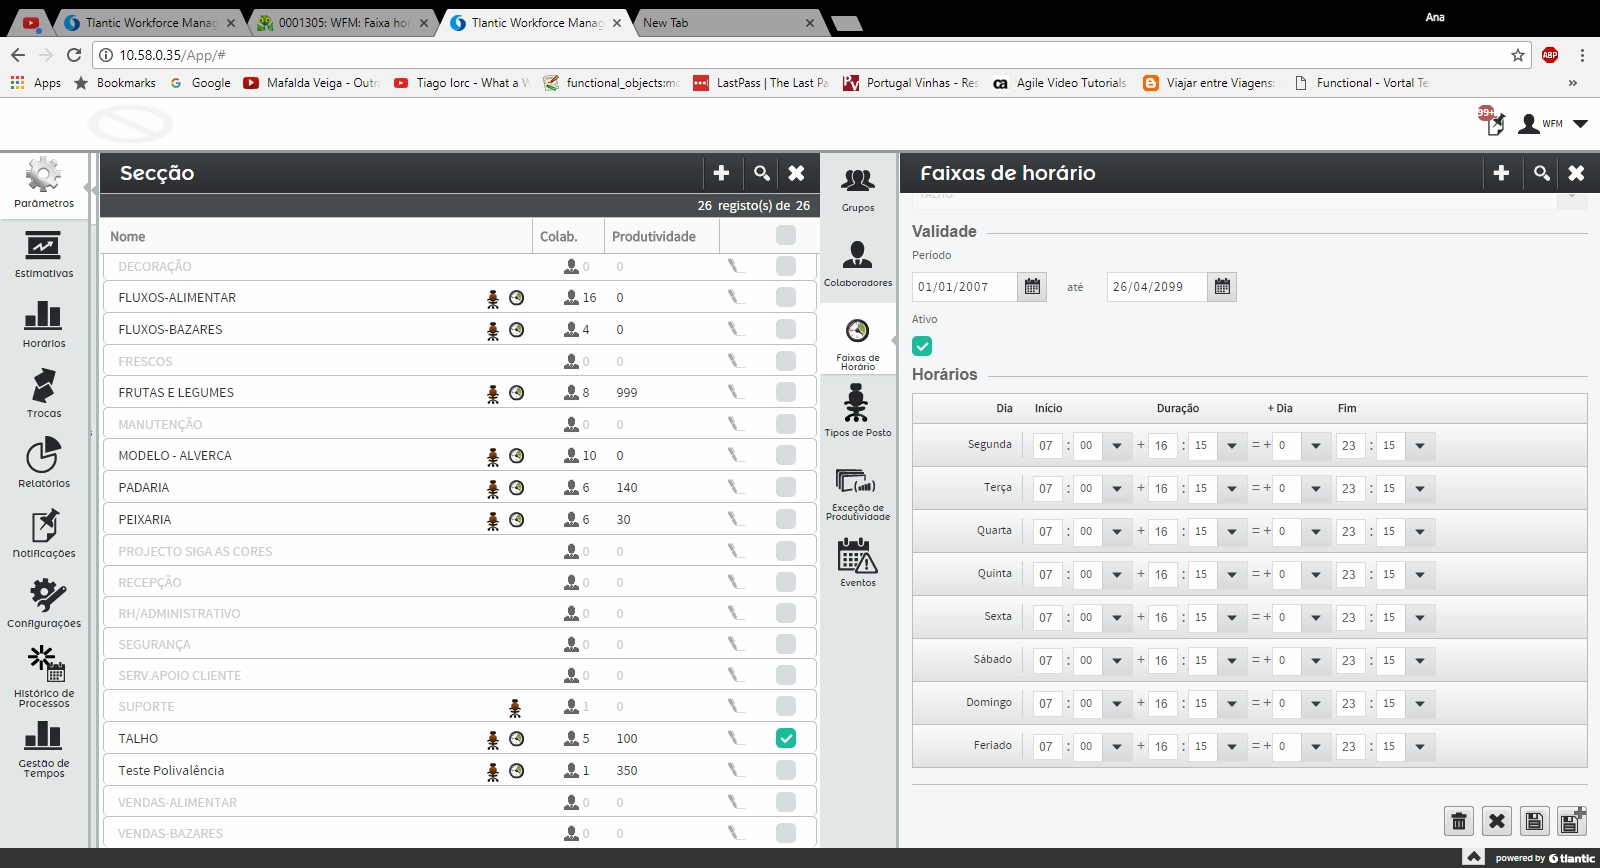 Ana
Tlantic Workforce Manag
0001305: WFM: Faixa hor
Tlantic Workforce Manag
New Tab
10.58.0.35/App/#
ABP
Apps
Bookmarks
Google
Mafalda Veiga - Outr
Tiago Iorc - What a W
functional_objects:mo
LastPass | The Last Pa
Portugal Vinhas - Res
Agile Video Tutorials
Viajar entre Viagens:
Functional - Vortal Te
»
99+
WFM
Parâmetros
Estimativas
Horários
Trocas
Relatórios
Notificações
Configurações
Histórico de
Processos
Gestão de
Tempos
Secção
26 registo(s) de 26
Nome Colab. Produtividade
DECORAÇÃO 0 0
FLUXOS-ALIMENTAR 16 0
FLUXOS-BAZARES 4 0
FRESCOS 0 0
FRUTAS E LEGUMES 8 999
MANUTENÇÃO 0 0
MODELO - ALVERCA 10 0
PADARIA 6 140
PEIXARIA 6 30
PROJECTO SIGA AS CORES 0 0
RECEPÇÃO 0 0
RH/ADMINISTRATIVO 0 0
SEGURANÇA 0 0
SERV.APOIO CLIENTE 0 0
SUPORTE 1 0
TALHO 5 100
Teste Polivalência 1 350
VENDAS-ALIMENTAR 0 0
VENDAS-BAZARES 0 0
Grupos
Colaboradores
Faixas de
Horário
Tipos de Posto
Exceção de
Produtividade
Eventos
Faixas de horário
TALHO
Validade
Período
01/01/2007 até 26/04/2099
Ativo
Horários
Dia Início Duração + Dia Fim
Segunda 07 : 00 + 16 : 15 = + 0 23 : 15
Terça 07 : 00 + 16 : 15 = + 0 23 : 15
Quarta 07 : 00 + 16 : 15 = + 0 23 : 15
Quinta 07 : 00 + 16 : 15 = + 0 23 : 15
Sexta 07 : 00 + 16 : 15 = + 0 23 : 15
Sábado 07 : 00 + 16 : 15 = + 0 23 : 15
Domingo 07 : 00 + 16 : 15 = + 0 23 : 15
Feriado 07 : 00 + 16 : 15 = + 0 23 : 15
powered by tlantic